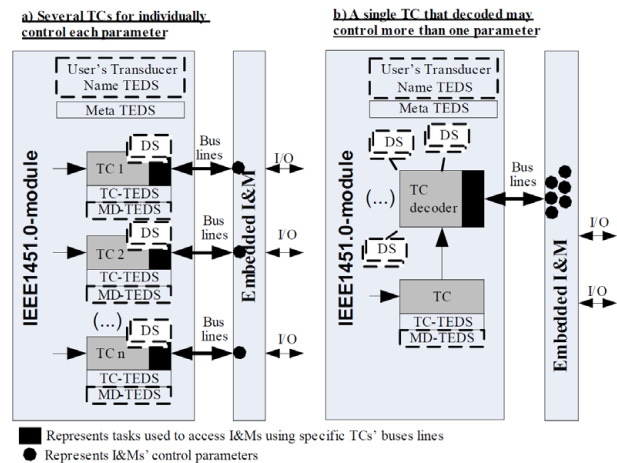 a) Several TCs for individually
control each parameter
User's Transducer
Name TEDS
Meta TEDS
DS
TC 1
TC-TEDS
MD-TEDS
Bus
lines
I/O
DS
TC 2
TC-TEDS
MD-TEDS
Bus
lines
I/O
(...)
DS
TC n
TC-TEDS
MD-TEDS
Bus
lines
I/O
IEEE1451.0-module
Embedded I&M
b) A single TC that decoded may
control more than one parameter
User's Transducer
Name TEDS
Meta TEDS
DS
DS
(...)
TC
decoder
DS
Bus
lines
TC
TC-TEDS
MD-TEDS
I/O
I/O
IEEE1451.0-module
Embedded I&M
Represents tasks used to access I&Ms using specific TCs' buses lines
Represents I&Ms' control parameters